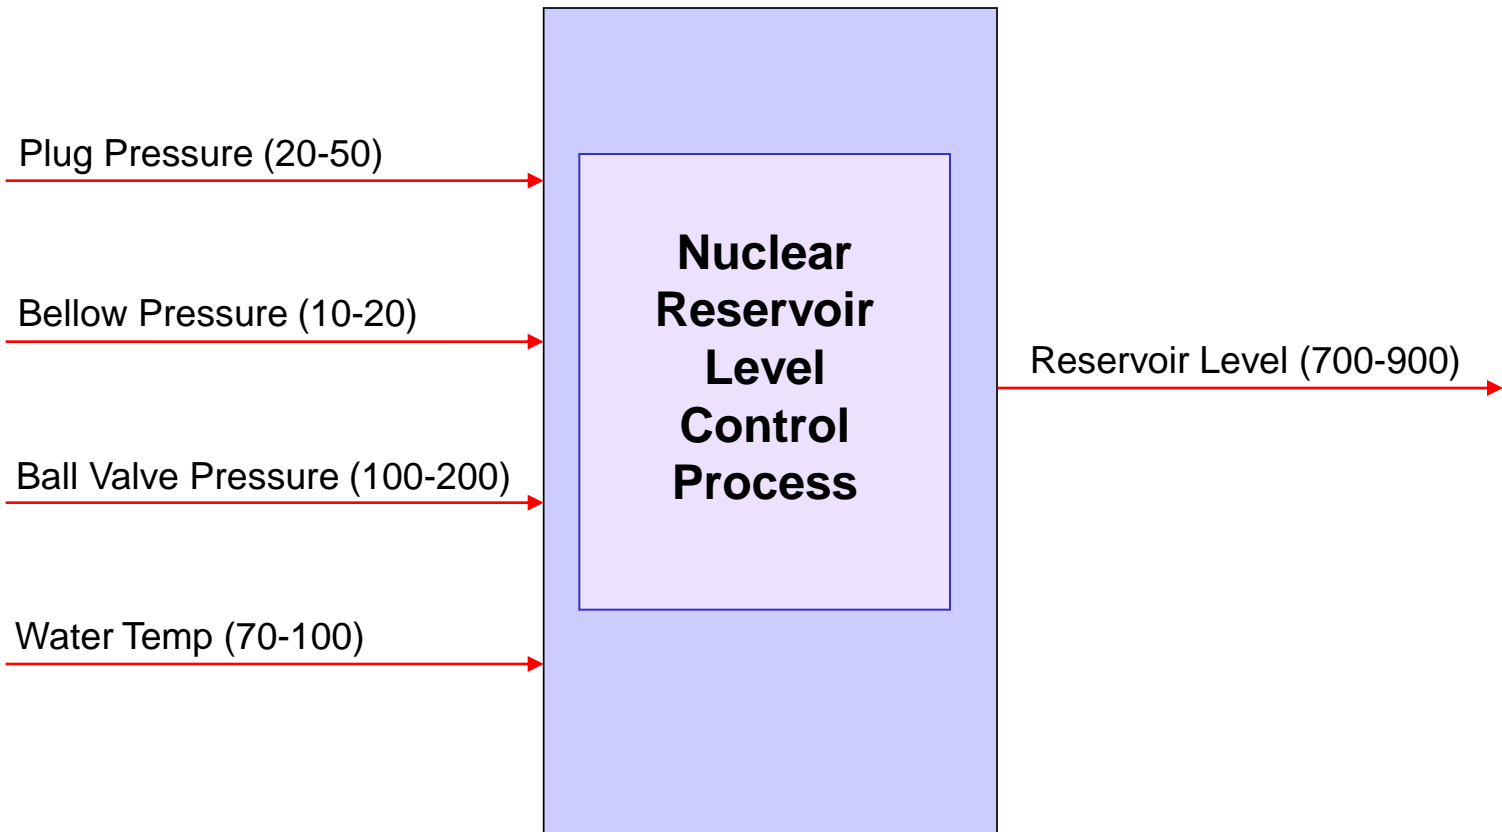 Plug Pressure (20-50)
Bellow Pressure (10-20)
Ball Valve Pressure (100-200)
Water Temp (70-100)
Nuclear
Reservoir
Level
Control
Process
Reservoir Level (700-900)